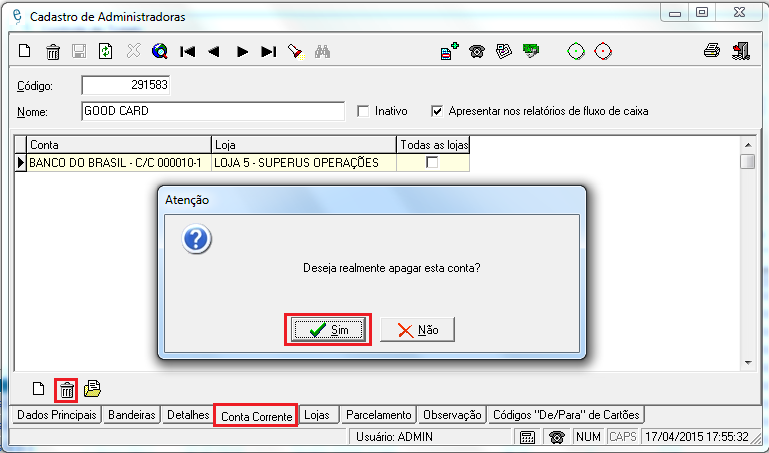 Cadastro de Administradoras
Código: 291583
Nome: GOOD CARD Inativo Apresentar nos relatórios de fluxo de caixa
Conta Loja Todas as lojas
BANCO DO BRASIL - C/C 000010-1 LOJA 5 - SUPERUS OPERAÇÕES
Atenção
Deseja realmente apagar esta conta?
Sim Não
Dados Principais Bandeiras Detalhes Conta Corrente Lojas Parcelamento Observação Códigos "De/Para" de Cartões
Usuário: ADMIN NUM CAPS 17/04/2015 17:55:32